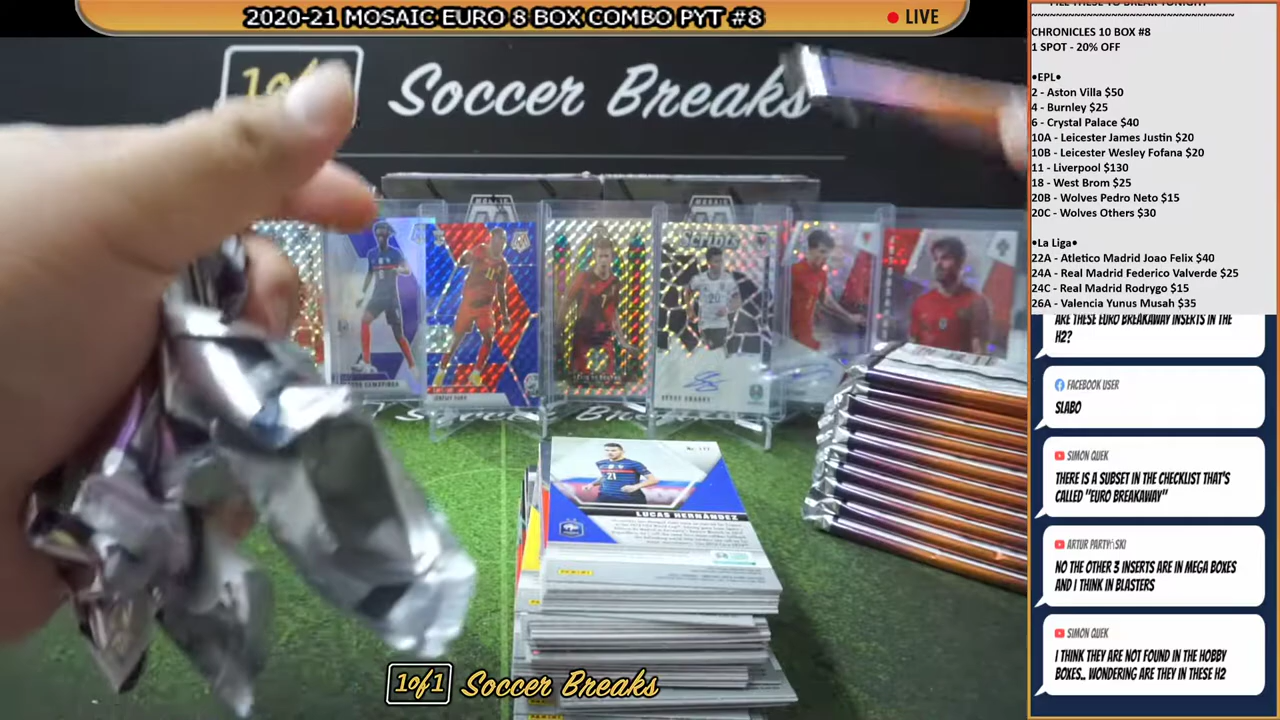 2020-21 MOSAIC EURO 8 BOX COMBO PYT #8
LIVE
~~~~~~~~~~~~~~~~~~~~~~~~~~~~~~~~~~
CHRONICLES 10 BOX #8
1 SPOT - 20% OFF
•EPL•
2 - Aston Villa $50
4 - Burnley $25
6 - Crystal Palace $40
10A - Leicester James Justin $20
10B - Leicester Wesley Fofana $20
11 - Liverpool $130
18 - West Brom $25
20B - Wolves Pedro Neto $15
20C - Wolves Others $30
•La Liga•
22A - Atletico Madrid Joao Felix $40
24A - Real Madrid Federico Valverde $25
24C - Real Madrid Rodrygo $15
26A - Valencia Yunus Musah $35
ARE THESE EURO BREAKAWAY INSERTS IN THE
H2?
FACEBOOK USER
SLABO
SIMON QUEK
THERE IS A SUBSET IN THE CHECKLIST THAT'S
CALLED "EURO BREAKAWAY"
ARTUR PARTYŃSKI
NO THE OTHER 3 INSERTS ARE IN MEGA BOXES
AND I THINK IN BLASTERS
SIMON QUEK
I THINK THEY ARE NOT FOUND IN THE HOBBY
BOXES.. WONDERING ARE THEY IN THESE H2
Soccer Breaks
MOSAIC
Scripts
21
LUCAS HERNÁNDEZ
PANINI
1of1 Soccer Breaks